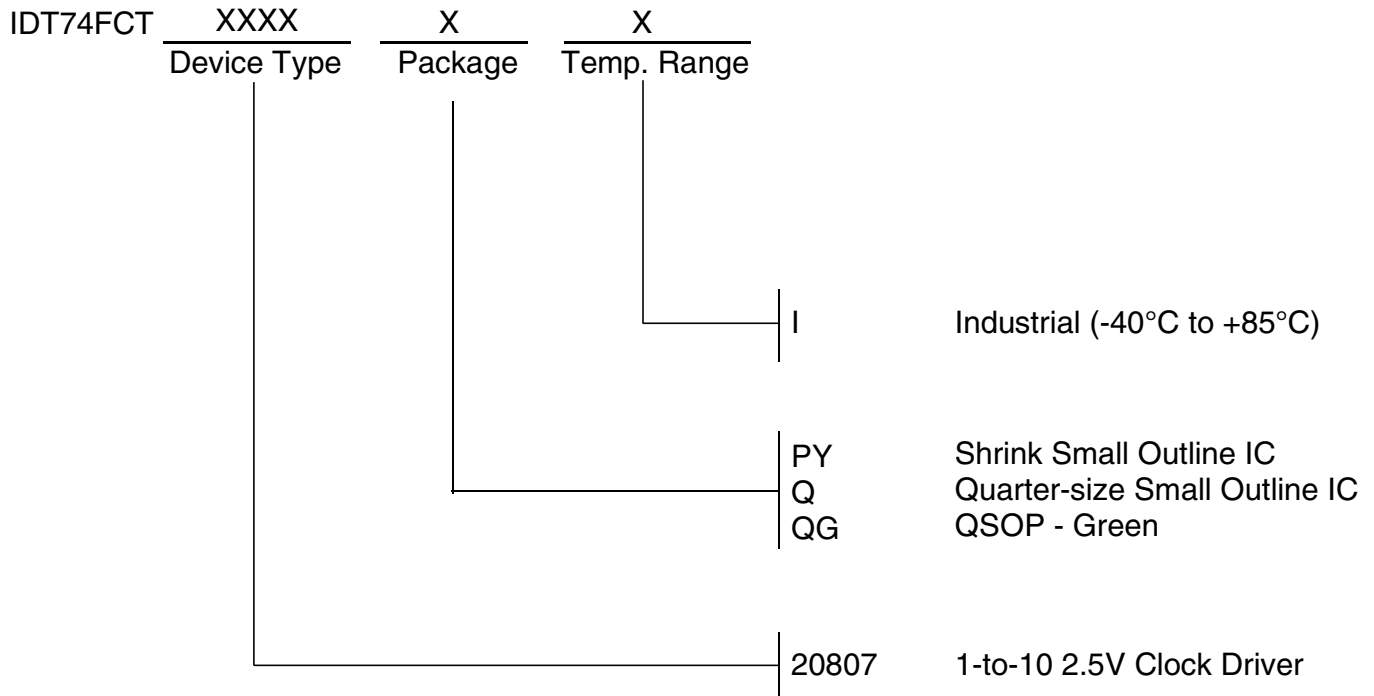 IDT74FCT XXXX X X
Device Type Package Temp. Range
I Industrial (-40°C to +85°C)
PY Shrink Small Outline IC
Q Quarter-size Small Outline IC
QG QSOP - Green
20807 1-to-10 2.5V Clock Driver